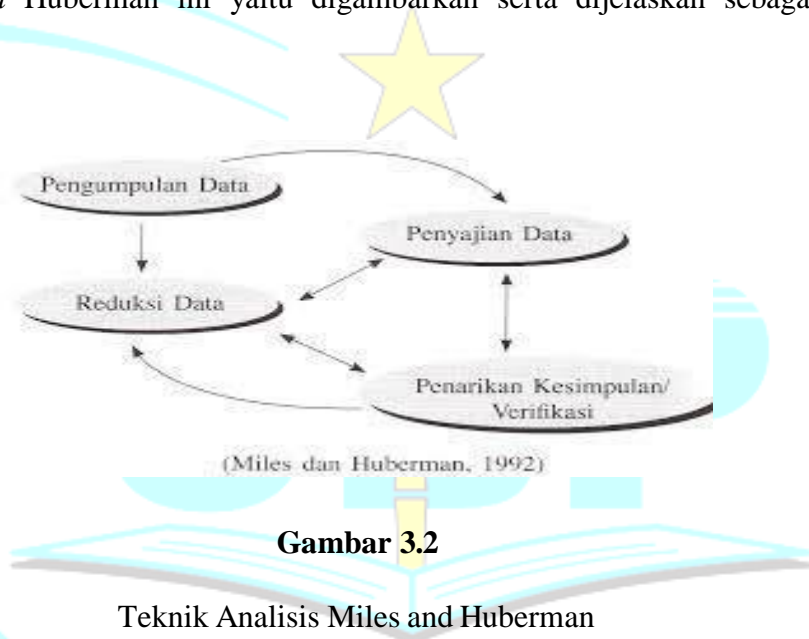 Huberman ini yaitu digambarkan serta dijelaskan sebaga
Pengumpulan Data
Penyajian Data
Reduksi Data
Penarikan Kesimpulan/
Verifikasi
(Miles dan Huberman, 1992)
Gambar 3.2
Teknik Analisis Miles and Huberman